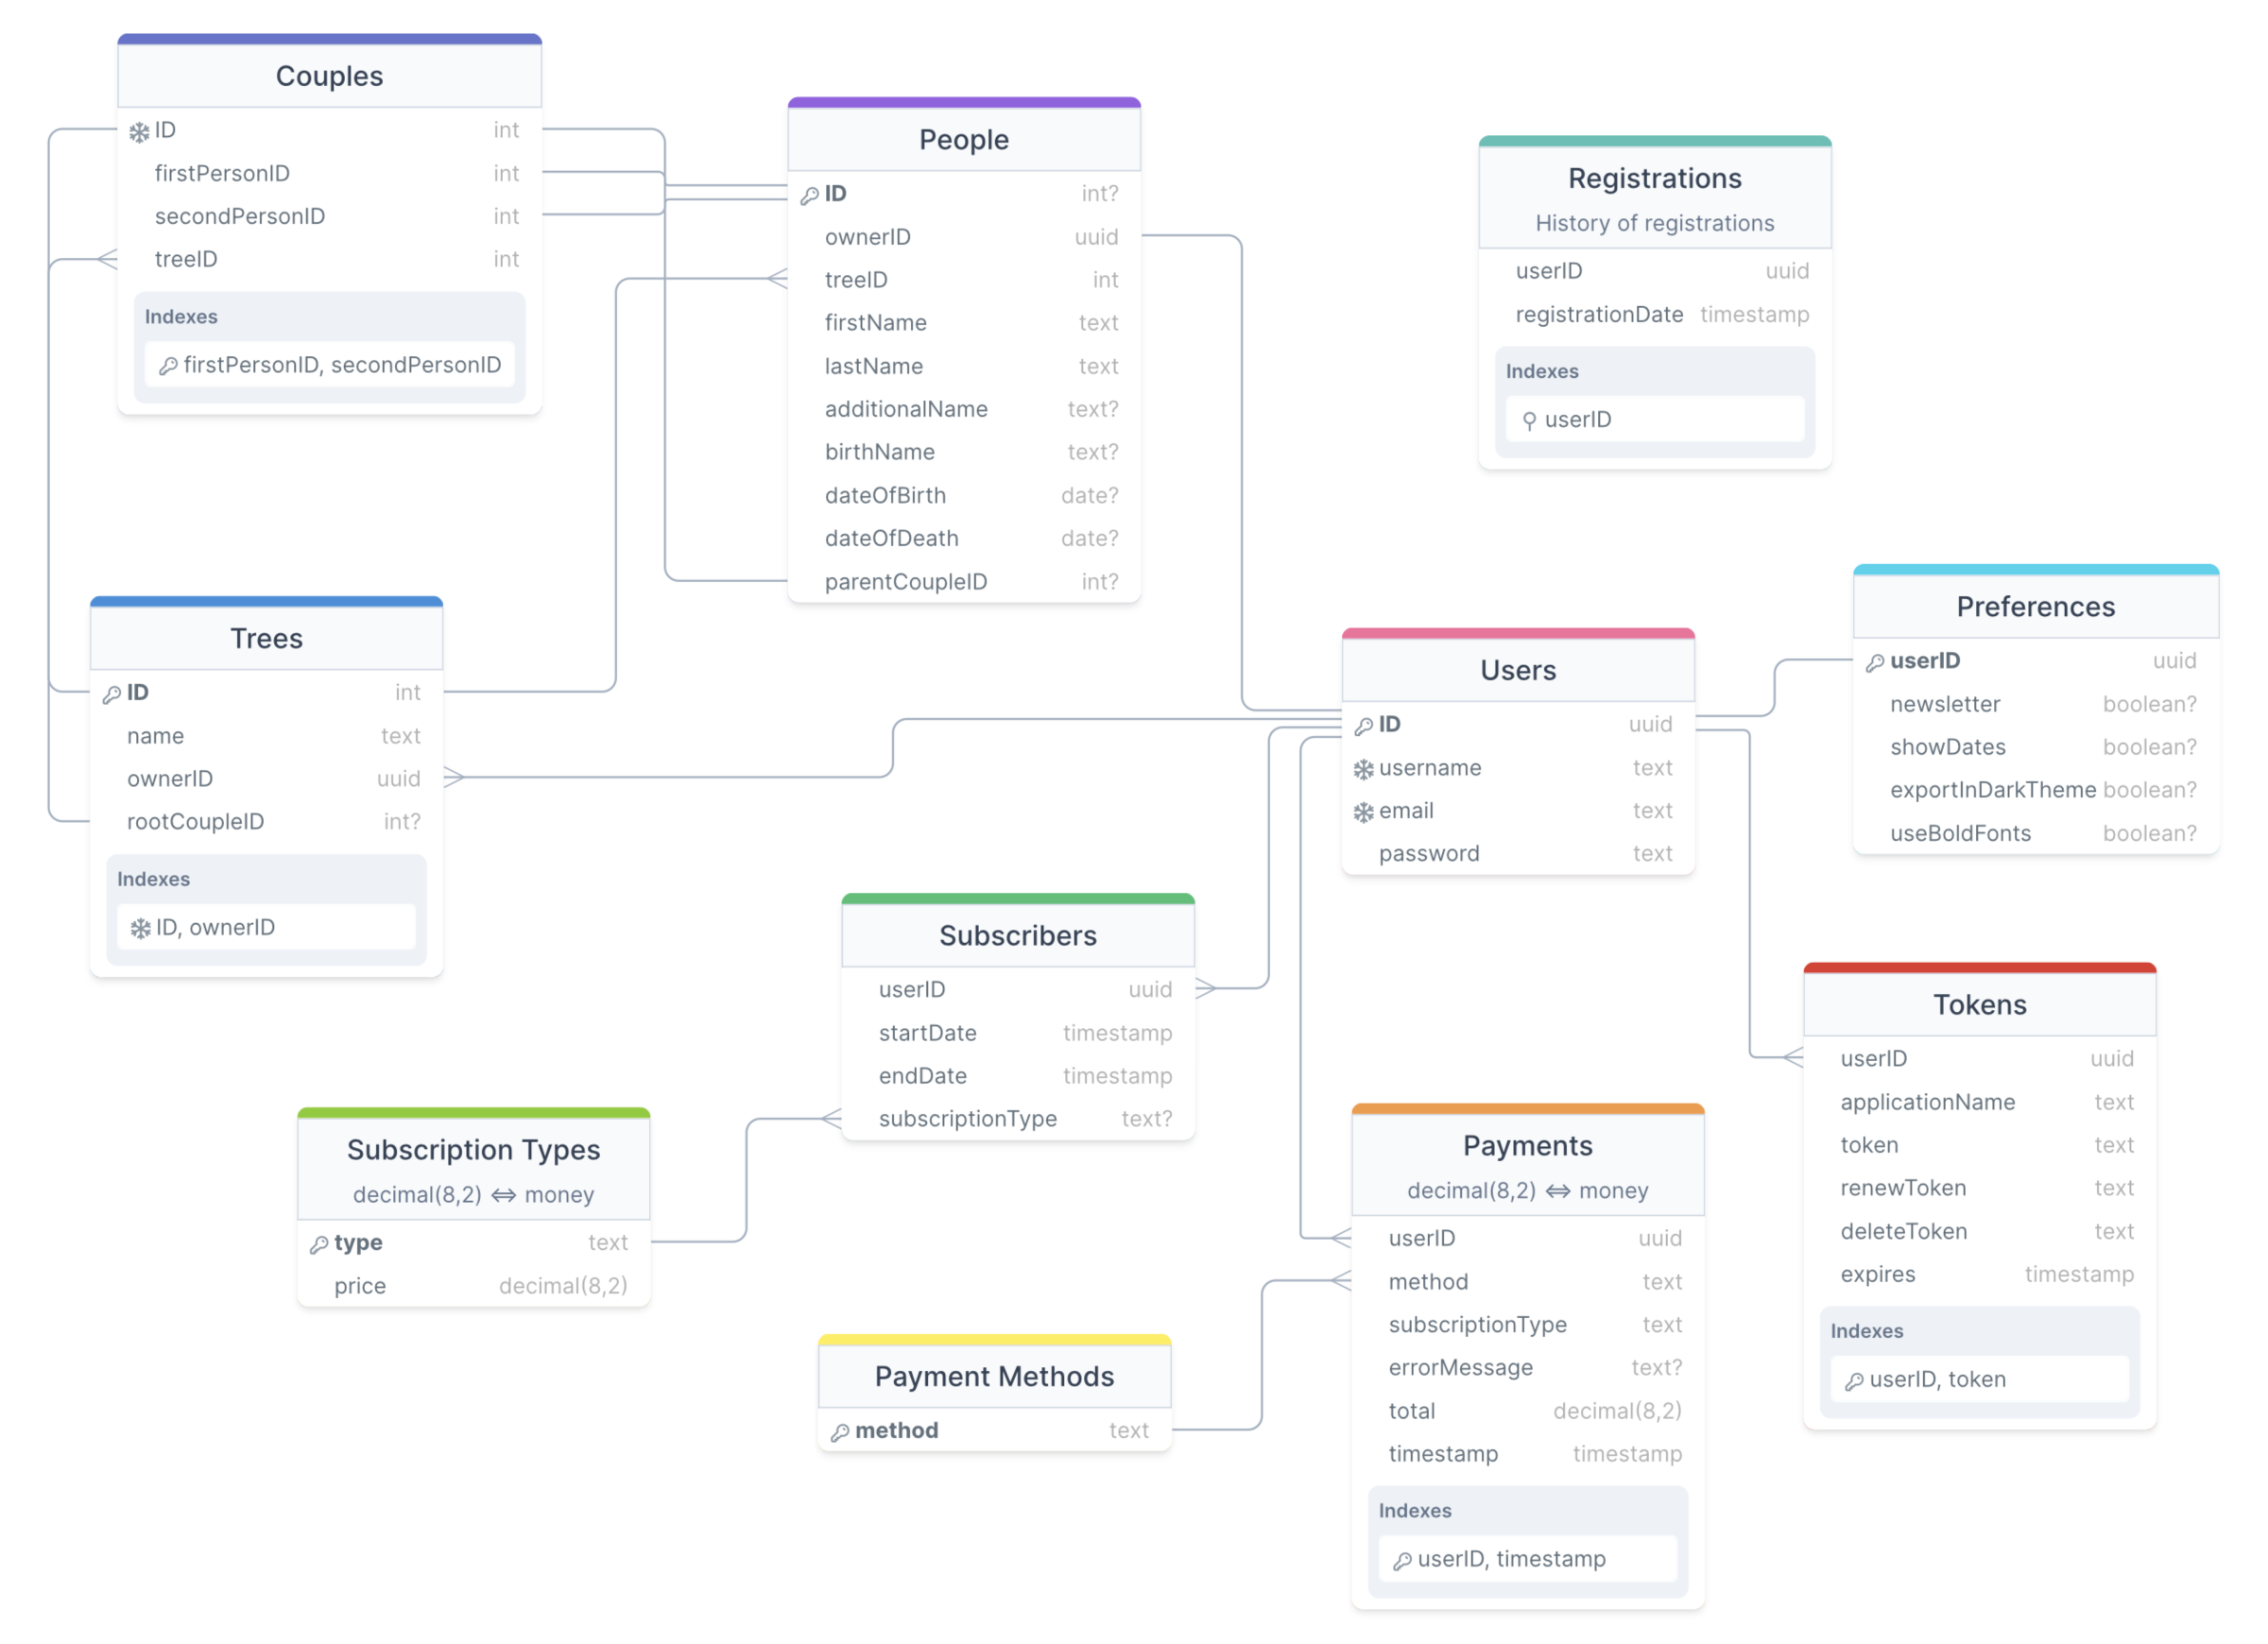 Couples
ID int
firstPersonID int
secondPersonID int
treeID int
Indexes
firstPersonID, secondPersonID
People
ID int?
ownerID uuid
treeID int
firstName text
lastName text
additionalName text?
birthName text?
dateOfBirth date?
dateOfDeath date?
parentCoupleID int?
Registrations
History of registrations
userID uuid
registrationDate timestamp
Indexes
userID
Trees
ID int
name text
ownerID uuid
rootCoupleID int?
Indexes
ID, ownerID
Users
ID uuid
username text
email text
password text
Preferences
userID uuid
newsletter boolean?
showDates boolean?
exportInDarkTheme boolean?
useBoldFonts boolean?
Subscribers
userID uuid
startDate timestamp
endDate timestamp
subscriptionType text?
Tokens
userID uuid
applicationName text
token text
renewToken text
deleteToken text
expires timestamp
Indexes
userID, token
Subscription Types
decimal(8,2) ⇔ money
type text
price decimal(8,2)
Payments
decimal(8,2) ⇔ money
userID uuid
method text
subscriptionType text
errorMessage text?
total decimal(8,2)
timestamp timestamp
Indexes
userID, timestamp
Payment Methods
method text